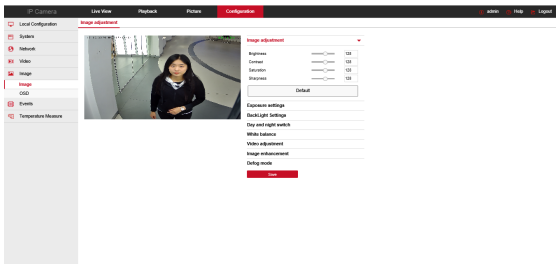 IP Camera
Live View
Playback
Picture
Configuration
admin
Help
Logout
Local Configuration
System
Network
Video
Image
Image
OSD
Events
Temperature Measure
Image adjustment
Image adjustment
Brightness 128
Contrast 128
Saturation 128
Sharpness 128
Default
Exposure settings
BackLight Settings
Day and night switch
White balance
Video adjustment
Image enhancement
Defog mode
Save